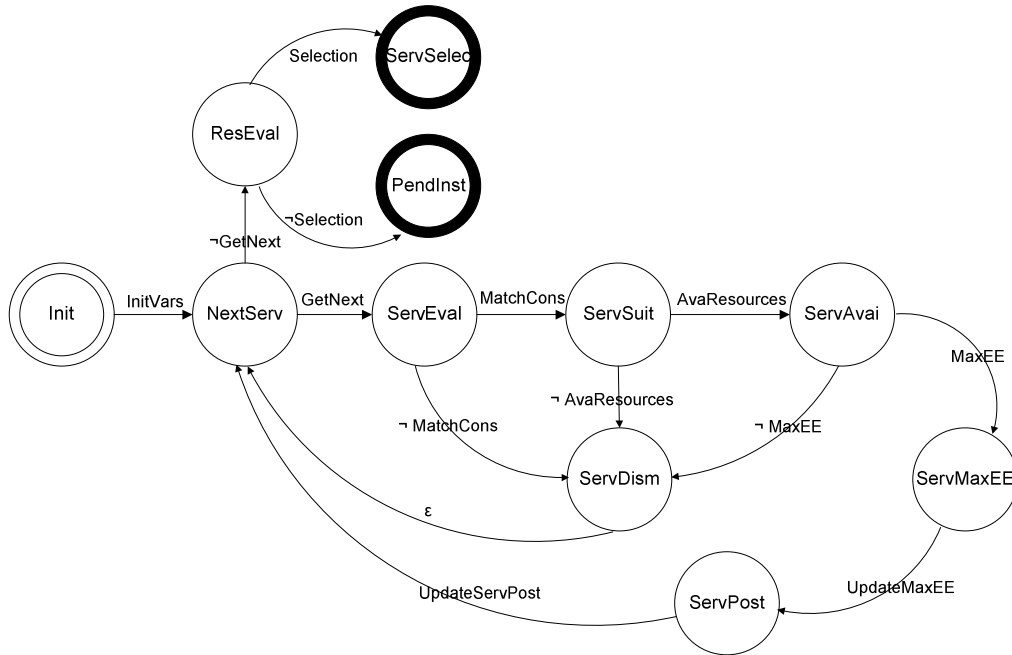 Selection
ServSelec
ResEval
PendInst
¬Selection
¬GetNext
Init
InitVars
NextServ
GetNext
ServEval
MatchCons
ServSuit
AvaResources
ServAvai
MaxEE
¬ AvaResources
¬ MatchCons
¬ MaxEE
ServDism
ServMaxEE
ε
UpdateServPost
UpdateMaxEE
ServPost